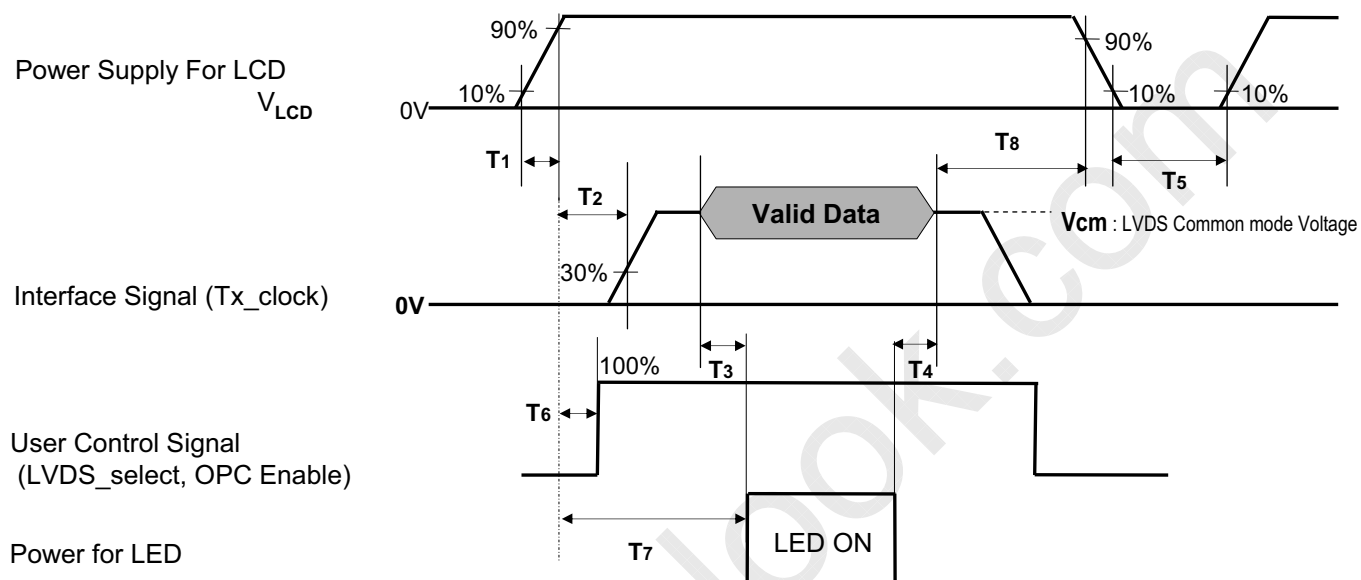 90%
90%
Power Supply For LCD
VLCD
10%
10%
10%
0V
T1
T8
T2
T5
Valid Data
Vcm : LVDS Common mode Voltage
30%
Interface Signal (Tx_clock)
0V
100%
T3
T4
T6
User Control Signal
(LVDS_select, OPC Enable)
T7
LED ON
Power for LED
look.com